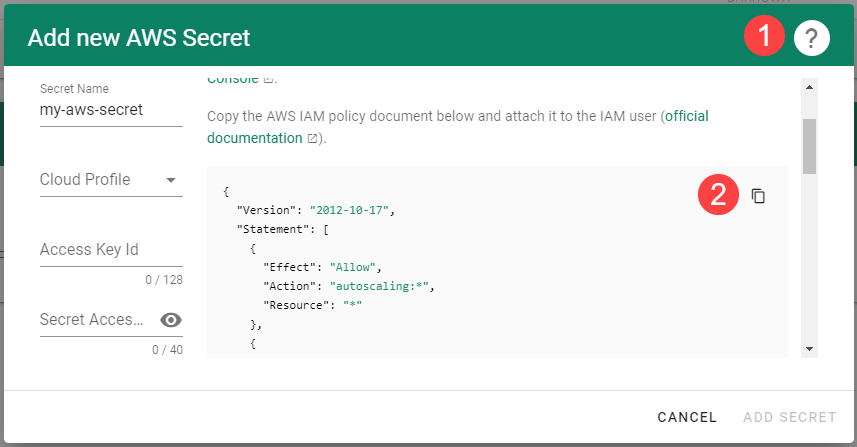 Add new AWS Secret
1
?
Secret Name
my-aws-secret
Cloud Profile
Access Key Id
0 / 128
Secret Acces...
0 / 40
Console
.
Copy the AWS IAM policy document below and attach it to the IAM user (official
documentation ).
2
{
"Version": "2012-10-17",
"Statement": [
{
"Effect": "Allow",
"Action": "autoscaling:*",
"Resource": "*"
},
{
CANCEL
ADD SECRET